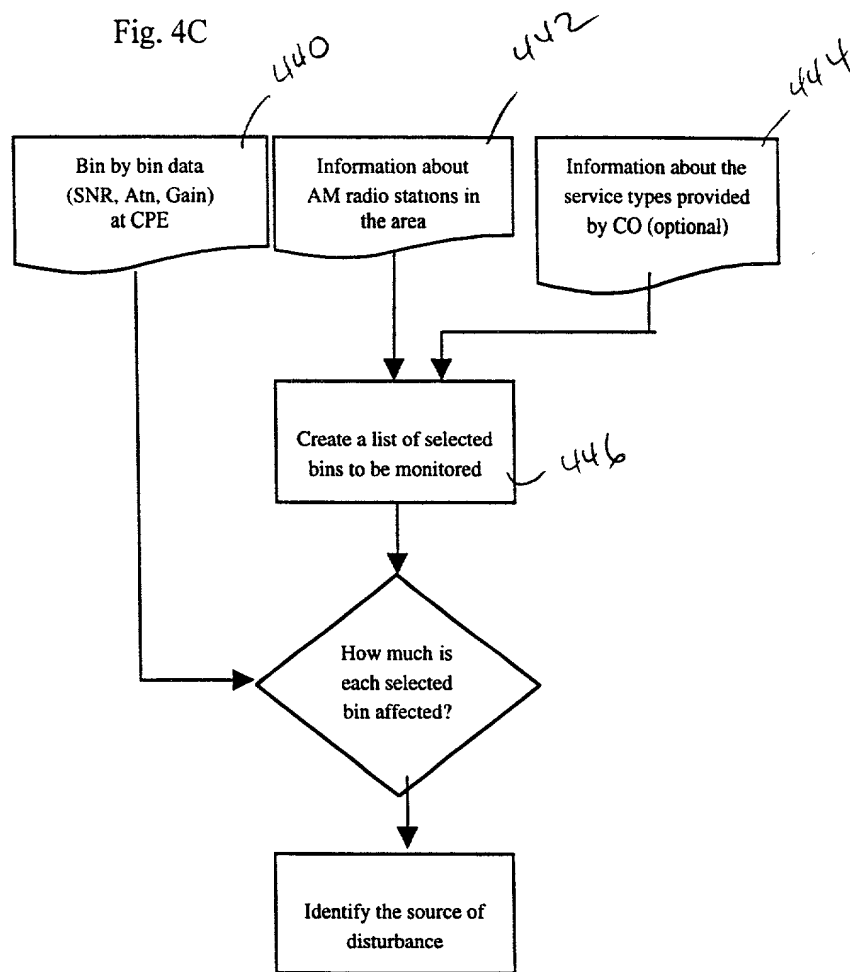 Fig. 4C
440
442
444
Bin by bin data
(SNR, Atn, Gain)
at CPE
Information about
AM radio stations in
the area
Information about the
service types provided
by CO (optional)
Create a list of selected
bins to be monitored
446
How much is
each selected
bin affected?
Identify the source of
disturbance